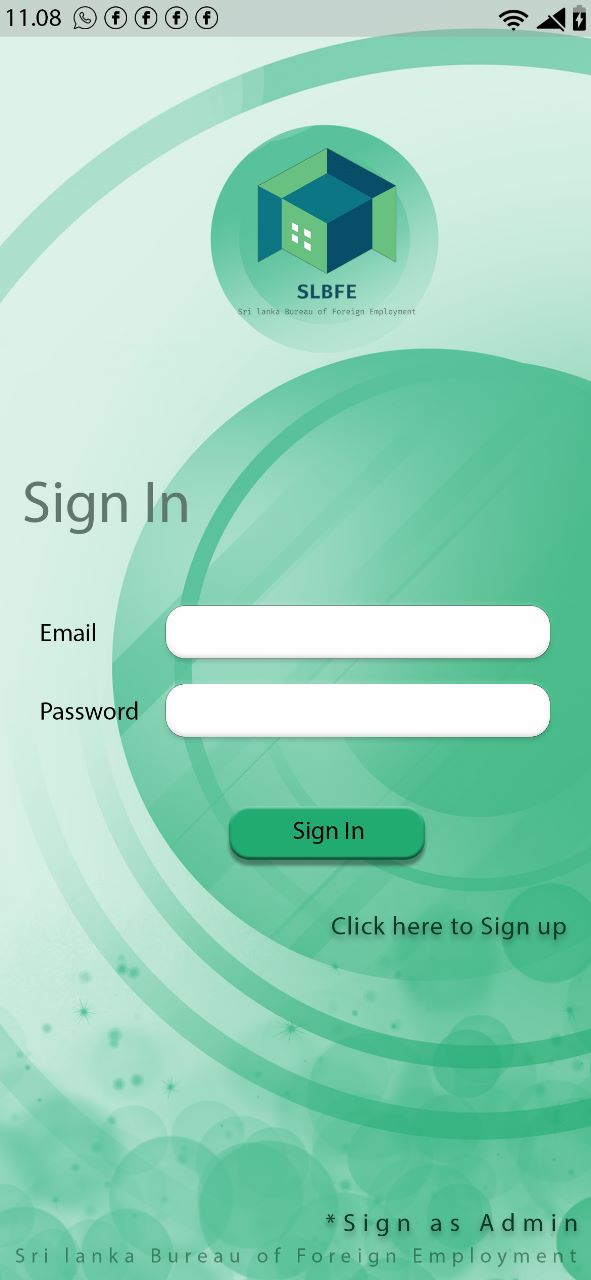 11.08
SLBFE
Sri lanka Bureau of Foreign Employment
Sign In
Email
Password
Sign In
Click here to Sign up
*Sign as Admin
Sri lanka Bureau of Foreign Employment